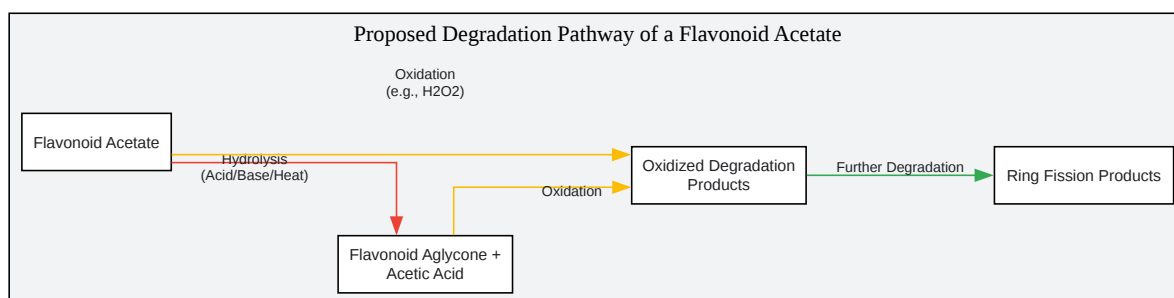 Proposed Degradation Pathway of a Flavonoid Acetate
Oxidation
(e.g., H2O2)
Flavonoid Acetate
Hydrolysis
(Acid/Base/Heat)
Oxidized Degradation
Products
Further Degradation
Ring Fission Products
Oxidation
Flavonoid Aglycone +
Acetic Acid